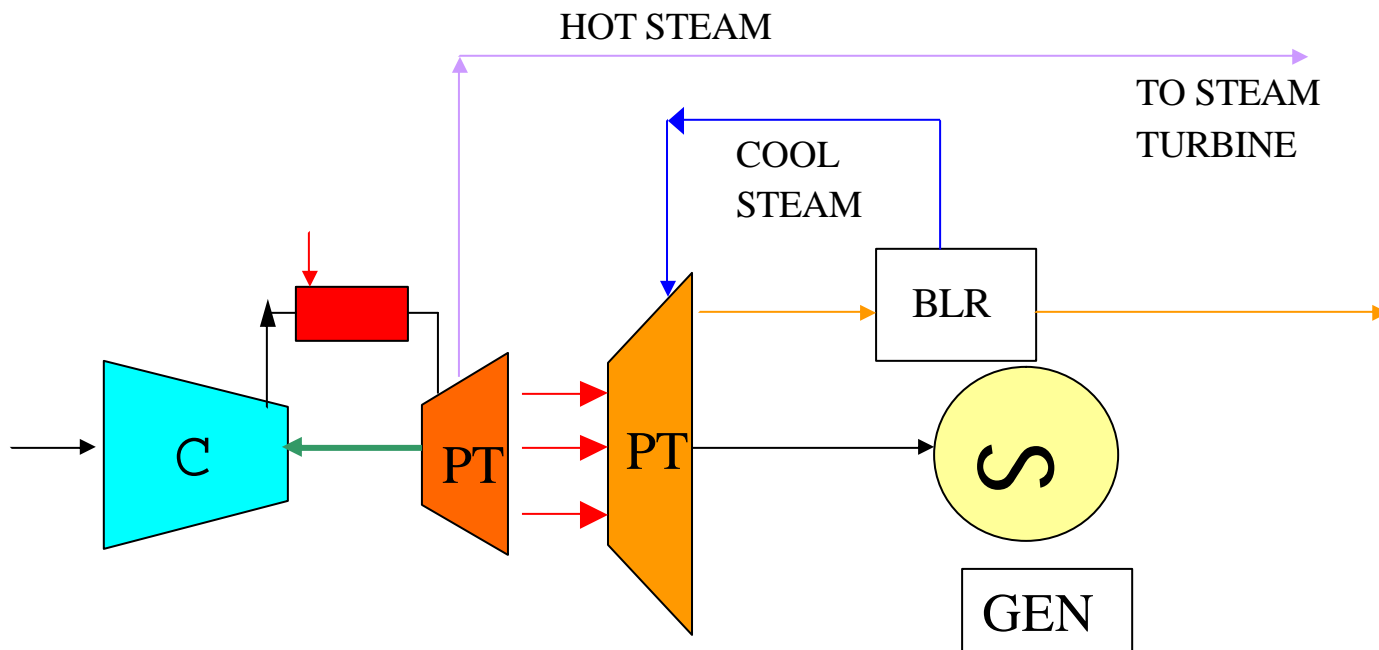 HOT STEAM
TO STEAM
TURBINE
COOL
STEAM
BLR
C
PT
PT
S
GEN